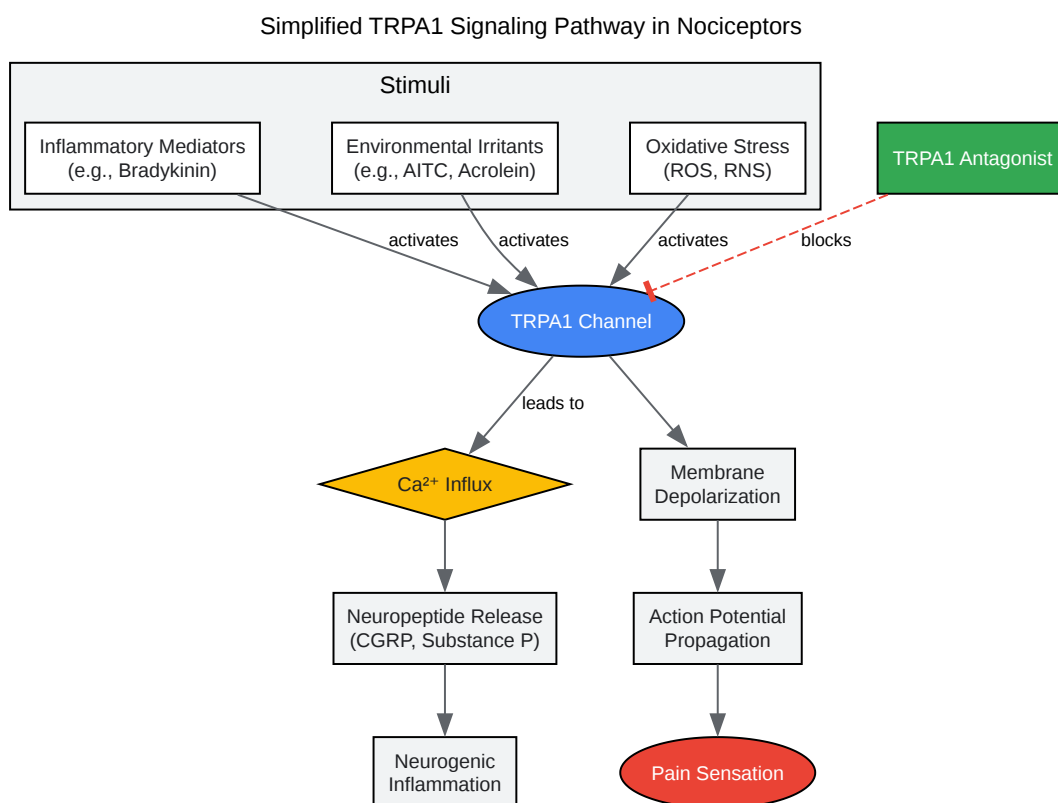 Simplified TRPA1 Signaling Pathway in Nociceptors
Stimuli
Inflammatory Mediators
(e.g., Bradykinin)
Environmental Irritants
(e.g., AITC, Acrolein)
Oxidative Stress
(ROS, RNS)
TRPA1 Antagonist
activates
activates
activates
blocks
TRPA1 Channel
leads to
Ca²⁺ Influx
Membrane
Depolarization
Neuropeptide Release
(CGRP, Substance P)
Action Potential
Propagation
Neurogenic
Inflammation
Pain Sensation